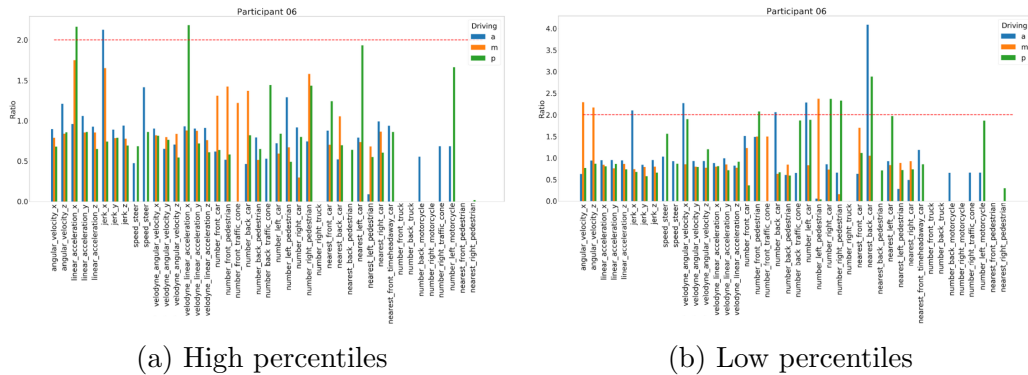 Participant 06
Driving
a
m
p
Ratio
2.0
1.5
1.0
0.5
0.0
angular_velocity_x
angular_velocity_z
linear_acceleration_x
linear_acceleration_y
linear_acceleration_z
jerk_x
jerk_y
jerk_z
speed_steer
speed_steer
velodyne_angular_velocity_x
velodyne_angular_velocity_y
velodyne_angular_velocity_z
velodyne_linear_acceleration_x
velodyne_linear_acceleration_y
velodyne_linear_acceleration_z
number_front_car
number_front_pedestrian
number_front_traffic_cone
number_back_car
number_back_pedestrian
number_back traffic_cone
number_left_car
number_left_pedestrian
number_right_car
number_right_pedestrian
number_right_truck
nearest_front_car
nearest_back_car
nearest_back_pedestrian
nearest_left_car
nearest_left_pedestrian
nearest_right_car
nearest_front_timeheadaway_car
number_front_truck
number_back_truck
number_back_motorcycle
number_right_motorcycle
number_right_traffic_cone
number_left_motorcycle
nearest_front_pedestrian
nearest_right_pedestrian
(a) High percentiles
Participant 06
Driving
a
m
p
Ratio
4.0
3.5
3.0
2.5
2.0
1.5
1.0
0.5
0.0
angular_velocity_x
angular_velocity_z
linear_acceleration_x
linear_acceleration_y
linear_acceleration_z
jerk_x
jerk_y
jerk_z
speed_steer
speed_steer
velodyne_angular_velocity_x
velodyne_angular_velocity_y
velodyne_angular_velocity_z
velodyne_linear_acceleration_x
velodyne_linear_acceleration_y
velodyne_linear_acceleration_z
number_front_car
number_front_pedestrian
number_front_traffic_cone
number_back_car
number_back_pedestrian
number_back_traffic_cone
number_left_car
number_left_pedestrian
number_right_car
number_right_pedestrian
number_right_truck
nearest_front_car
nearest_back_car
nearest_back_pedestrian
nearest_left_car
nearest_left_pedestrian
nearest_right_car
nearest_front_timeheadaway_car
number_front_truck
number_back_truck
number_back_motorcycle
number_right_motorcycle
number_right_traffic_cone
number_left_motorcycle
nearest_front_pedestrian
nearest_right_pedestrian
(b) Low percentiles